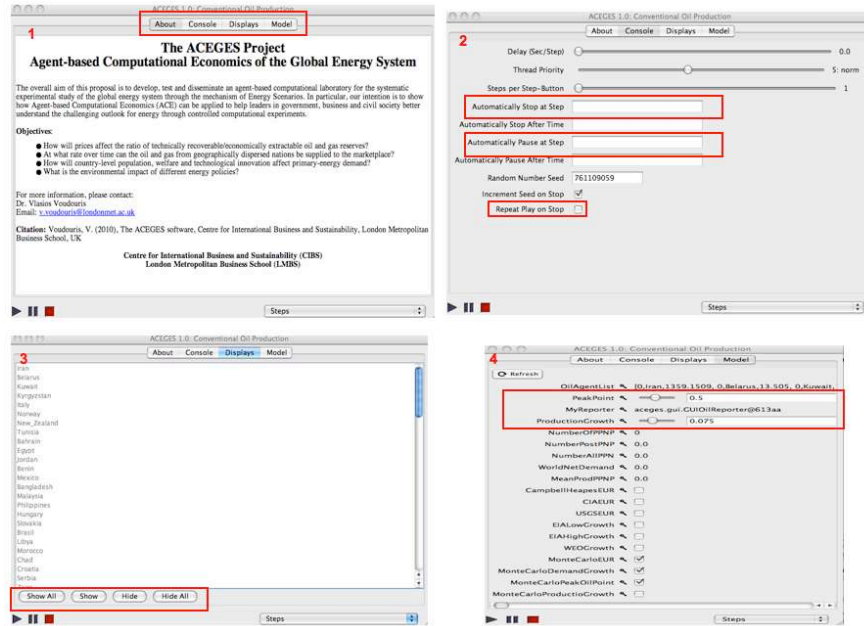 ACEGES 1.0: Conventional Oil Production
1
About Console Displays Model
The ACEGES Project
Agent-based Computational Economics of the Global Energy System
The overall aim of this proposal is to develop, test and disseminate an agent-based computational laboratory for the systematic
experimental study of the global energy system through the mechanism of Energy Scenarios. In particular, our intention is to show
how Agent-based Computational Economics (ACE) can be applied to help leaders in government, business and civil society better
understand the challenging outlook for energy through controlled computational experiments.
Objectives:
● How will prices affect the ratio of technically recoverable/economically extractable oil and gas reserves?
● At what rate over time can the oil and gas from geographically dispersed nations be supplied to the marketplace?
● How will country-level population, welfare and technological innovation affect primary-energy demand?
● What is the environmental impact of different energy policies?
For more information, please contact:
Dr. Vlasios Voudouris
Email: v.voudouris@londonmet.ac.uk
Citation: Voudouris, V. (2010), The ACEGES software, Centre for International Business and Sustainability, London Metropolitan
Business School, UK
Centre for International Business and Sustainability (CIBS)
London Metropolitan Business School (LMBS)
Steps
ACEGES 1.0: Conventional Oil Production
2
About Console Displays Model
Delay (Sec/Step) 0.0
Thread Priority 5: norm
Steps per Step-Button 1
Automatically Stop at Step
Automatically Stop After Time
Automatically Pause at Step
Automatically Pause After Time
Random Number Seed 761109059
Increment Seed on Stop
Repeat Play on Stop
Steps
ACEGES 1.0: Conventional Oil Production
3
About Console Displays Model
Iran
Belarus
Kuwait
Kyrgyzstan
Italy
Norway
New_Zealand
Tunisia
Bahrain
Egypt
Jordan
Benin
Mexico
Bangladesh
Malaysia
Philippines
Hungary
Slovakia
Brasil
Libya
Morocco
Chad
Croatia
Serbia
Show All Show Hide Hide All
Steps
ACEGES 1.0: Conventional Oil Production
4
About Console Displays Model
Refresh
OilAgentList [0,Iran,1359.1509, 0,Belarus,13.505, 0,Kuwait,
PeakPoint 0.5
MyReporter aceges.gui.GUIOilReporter@613aa
ProductionGrowth 0.075
NumberOfPPNP 0
NumberPostPNP 0.0
NumberAllPPN 0.0
WorldNetDemand 0.0
MeanProdPPNP 0.0
CampbellHeapesEUR
CIAEUR
USGSEUR
EIALowGrowth
EIAHighGrowth
WEOGrowth
MonteCarloEUR
MonteCarloDemandGrowth
MonteCarloPeakOilPoint
MonteCarloProductioGrowth
Steps